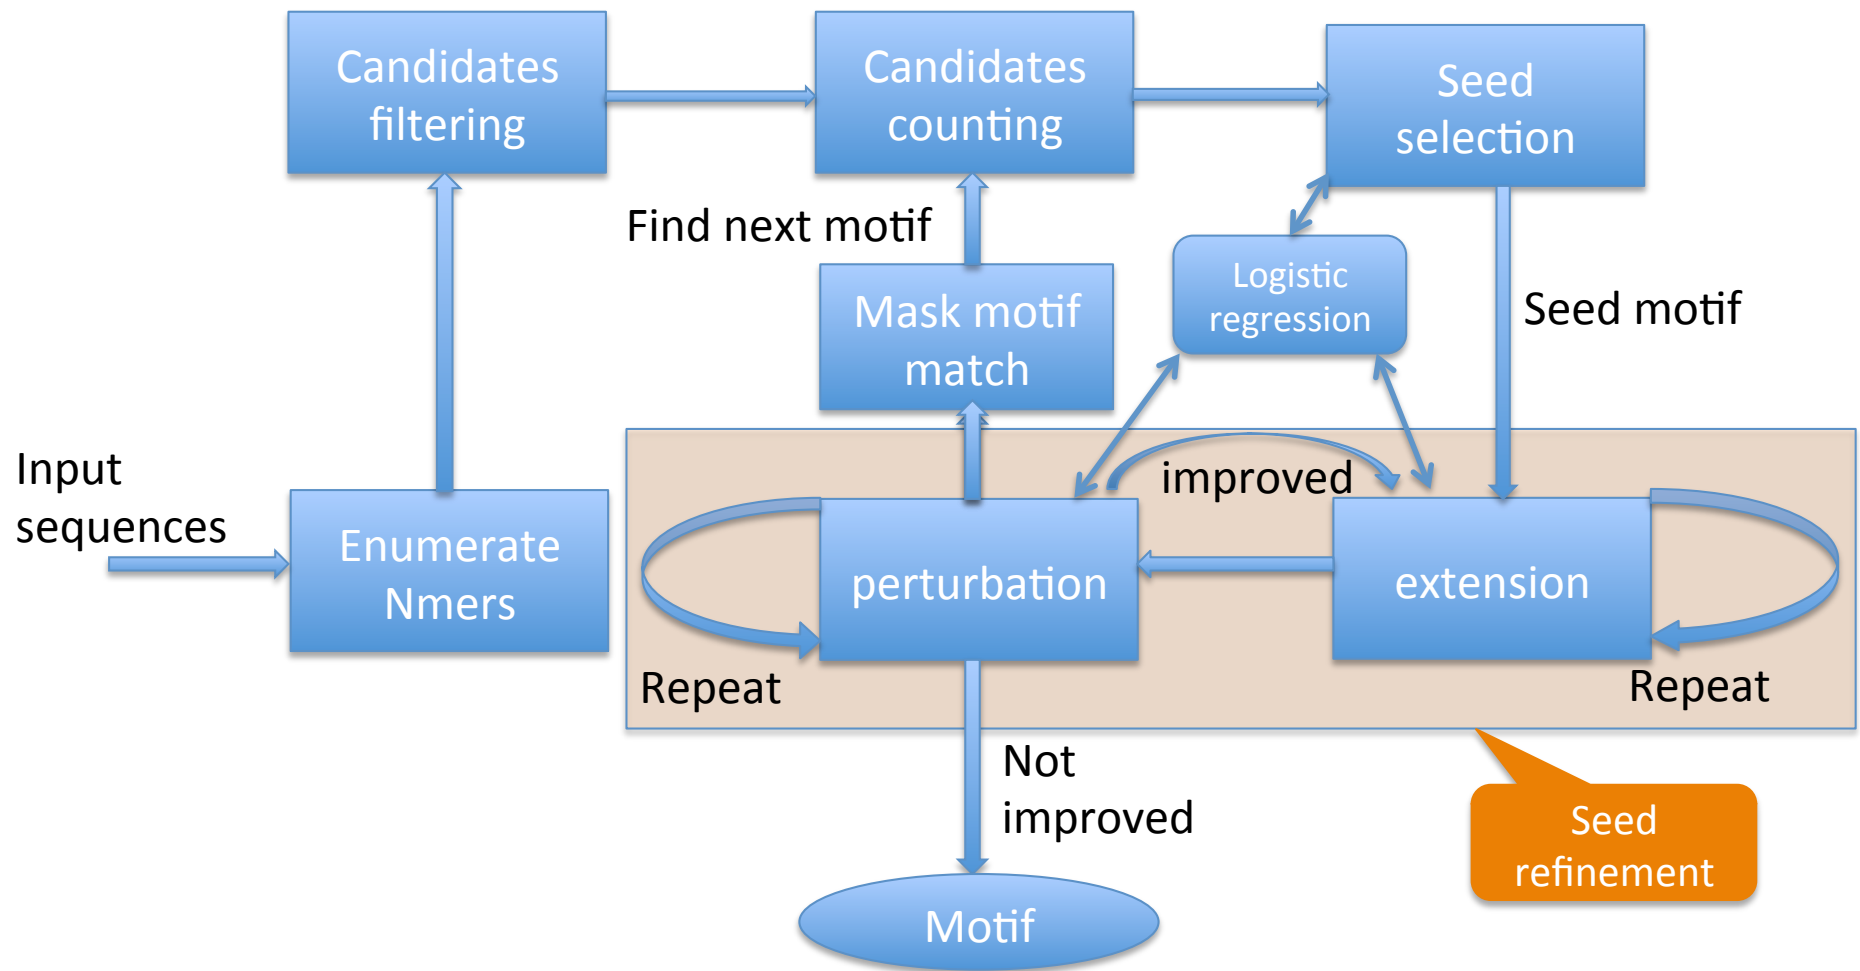 Candidates
filtering
Candidates
counting
Seed
selection
Find next motif
Logistic
regression
Mask motif
match
Seed motif
Input
sequences
improved
Enumerate
Nmers
perturbation
extension
Repeat
Repeat
Not
improved
Seed
refinement
Motif